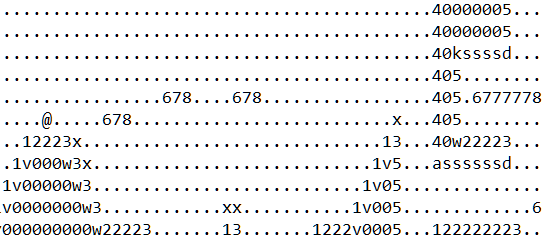 ...........................................40000005...
...........................................40000005...
...........................................40kssssd...
...........................................405........
................678....678.................405.6777778
....@.....678..........................x...405........
..12223x..............................13...40w22223...
.1v000w3x............................1v5...assssssd...
1v00000w3...........................1v05..............
v0000000w3............xx...........1v005.............6
000000000w22223.......13.......1222v0005...122222223..